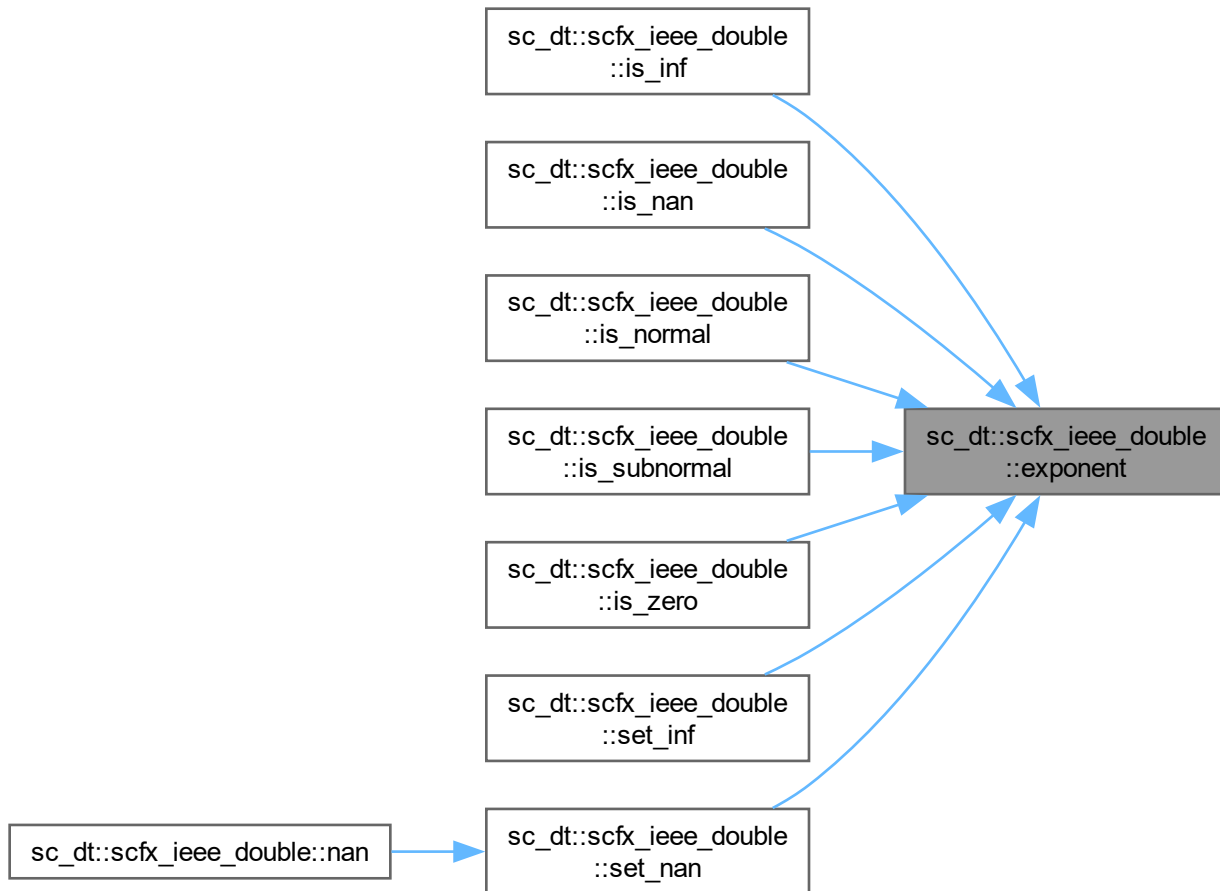 sc_dt::scfx_ieee_double
::is_inf
sc_dt::scfx_ieee_double
::is_nan
sc_dt::scfx_ieee_double
::is_normal
sc_dt::scfx_ieee_double
::is_subnormal
sc_dt::scfx_ieee_double
::exponent
sc_dt::scfx_ieee_double
::is_zero
sc_dt::scfx_ieee_double
::set_inf
sc_dt::scfx_ieee_double::nan
sc_dt::scfx_ieee_double
::set_nan